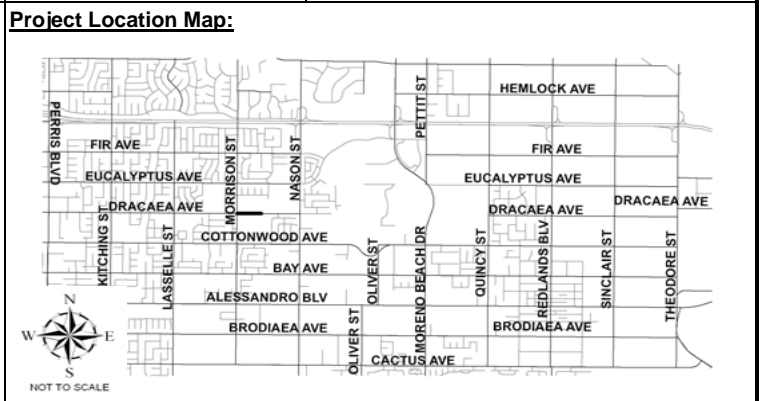 Project Location Map:
HEMLOCK AVE
PETTIT ST
PERRIS BLVD
FIR AVE
FIR AVE
MORRISON ST
NASON ST
EUCALYPTUS AVE
EUCALYPTUS AVE
DRACAEA AVE
DRACAEA AVE
DRACAEA AVE
KITCHING ST
LASSELLE ST
COTTONWOOD AVE
OLIVER ST
MORENO BEACH DR
QUINCY ST
REDLANDS BLV
SINCLAIR ST
THEODORE ST
BAY AVE
ALESSANDRO BLV
BRODIAEA AVE
BRODIAEA AVE
OLIVER ST
CACTUS AVE
N
W
E
S
NOT TO SCALE